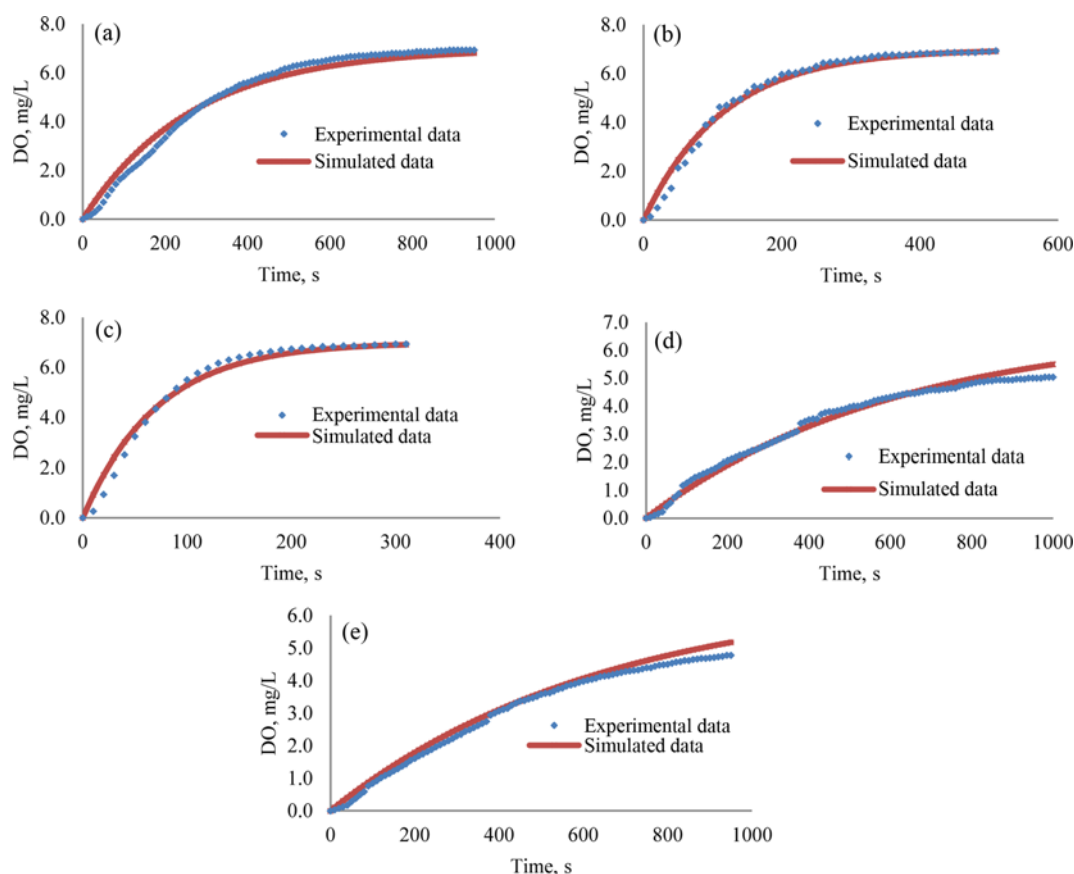 (a)
8.0
6.0
4.0
2.0
0.0
DO, mg/L
Experimental data
Simulated data
0 200 400 600 800 1000
Time, s
(b)
8.0
6.0
4.0
2.0
0.0
DO, mg/L
Experimental data
Simulated data
0 200 400 600
Time, s
(c)
8.0
6.0
4.0
2.0
0.0
DO, mg/L
Experimental data
Simulated data
0 100 200 300 400
Time, s
(d)
7.0
6.0
5.0
4.0
3.0
2.0
1.0
0.0
DO, mg/L
Experimental data
Simulated data
0 200 400 600 800 1000
Time, s
(e)
6.0
5.0
4.0
3.0
2.0
1.0
0.0
DO, mg/L
Experimental data
Simulated data
0 200 400 600 800 1000
Time, s